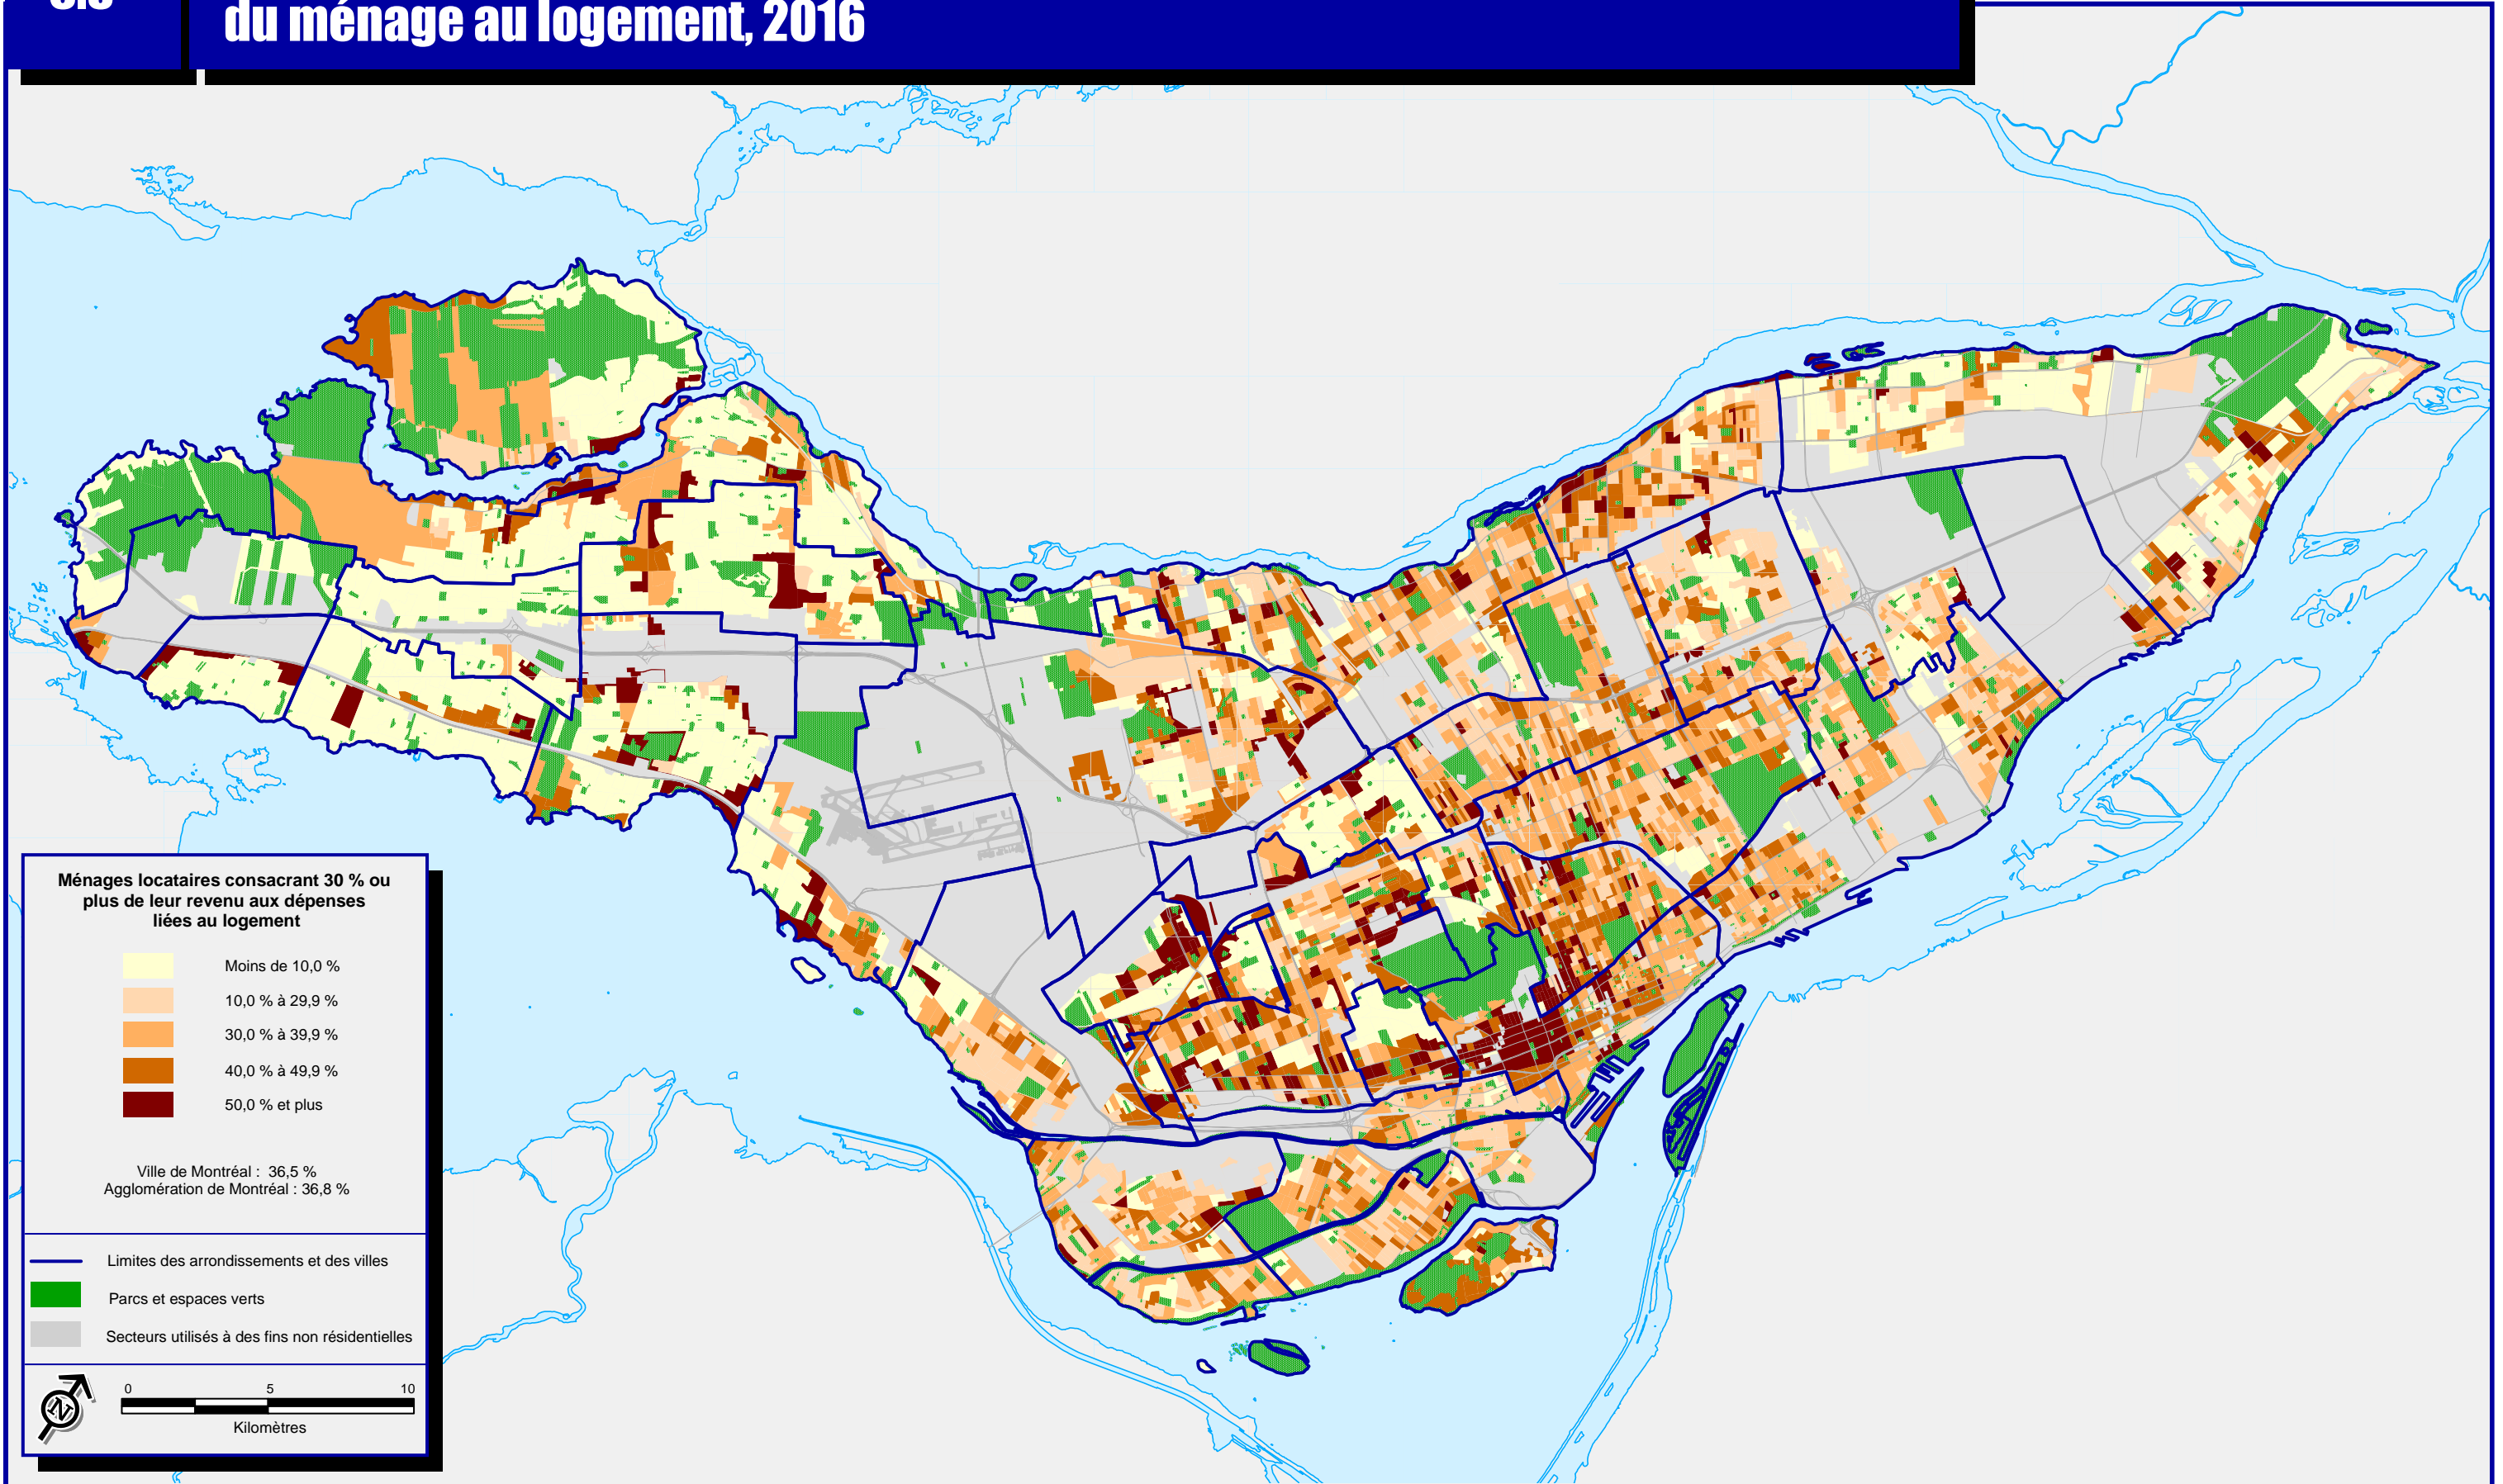 du ménage au logement, 2016
Ménages locataires consacrant 30 % ou
plus de leur revenu aux dépenses
liées au logement
Moins de 10,0 %
10,0 % à 29,9 %
30,0 % à 39,9 %
40,0 % à 49,9 %
50,0 % et plus
Ville de Montréal : 36,5 %
Agglomération de Montréal : 36,8 %
Limites des arrondissements et des villes
Parcs et espaces verts
Secteurs utilisés à des fins non résidentielles
N
0 5 10
Kilomètres